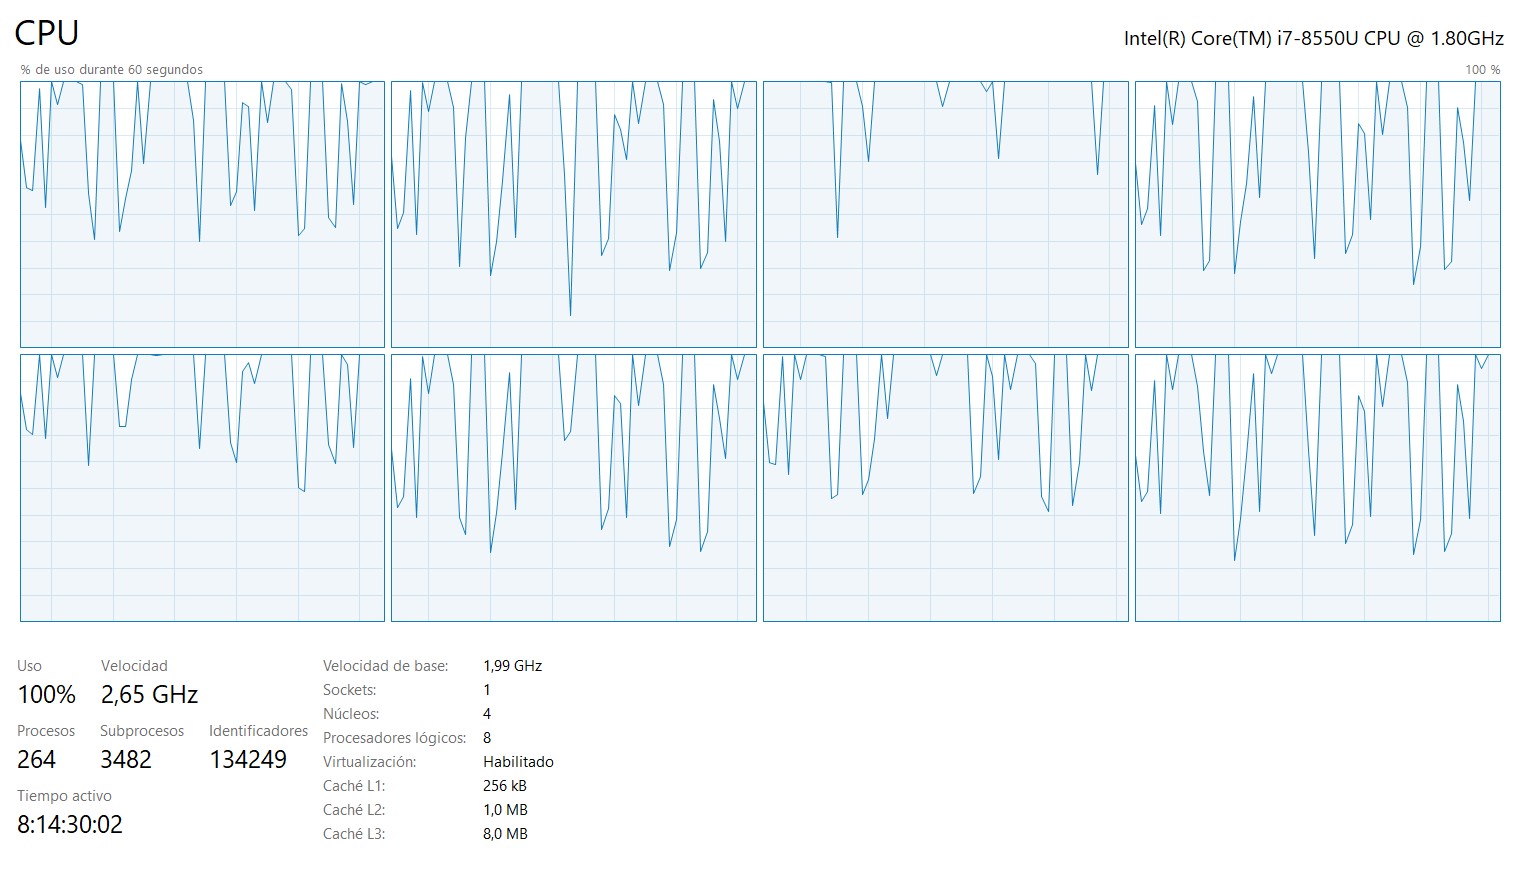 CPU
Intel(R) Core(TM) i7-8550U CPU @ 1.80GHz
% de uso durante 60 segundos
100 %
Uso
Velocidad
100%
2,65 GHz
Procesos
Subprocesos
Identificadores
264
3482
134249
Tiempo activo
8:14:30:02
Velocidad de base: 1,99 GHz
Sockets: 1
Núcleos: 4
Procesadores lógicos: 8
Virtualización: Habilitado
Caché L1: 256 kB
Caché L2: 1,0 MB
Caché L3: 8,0 MB